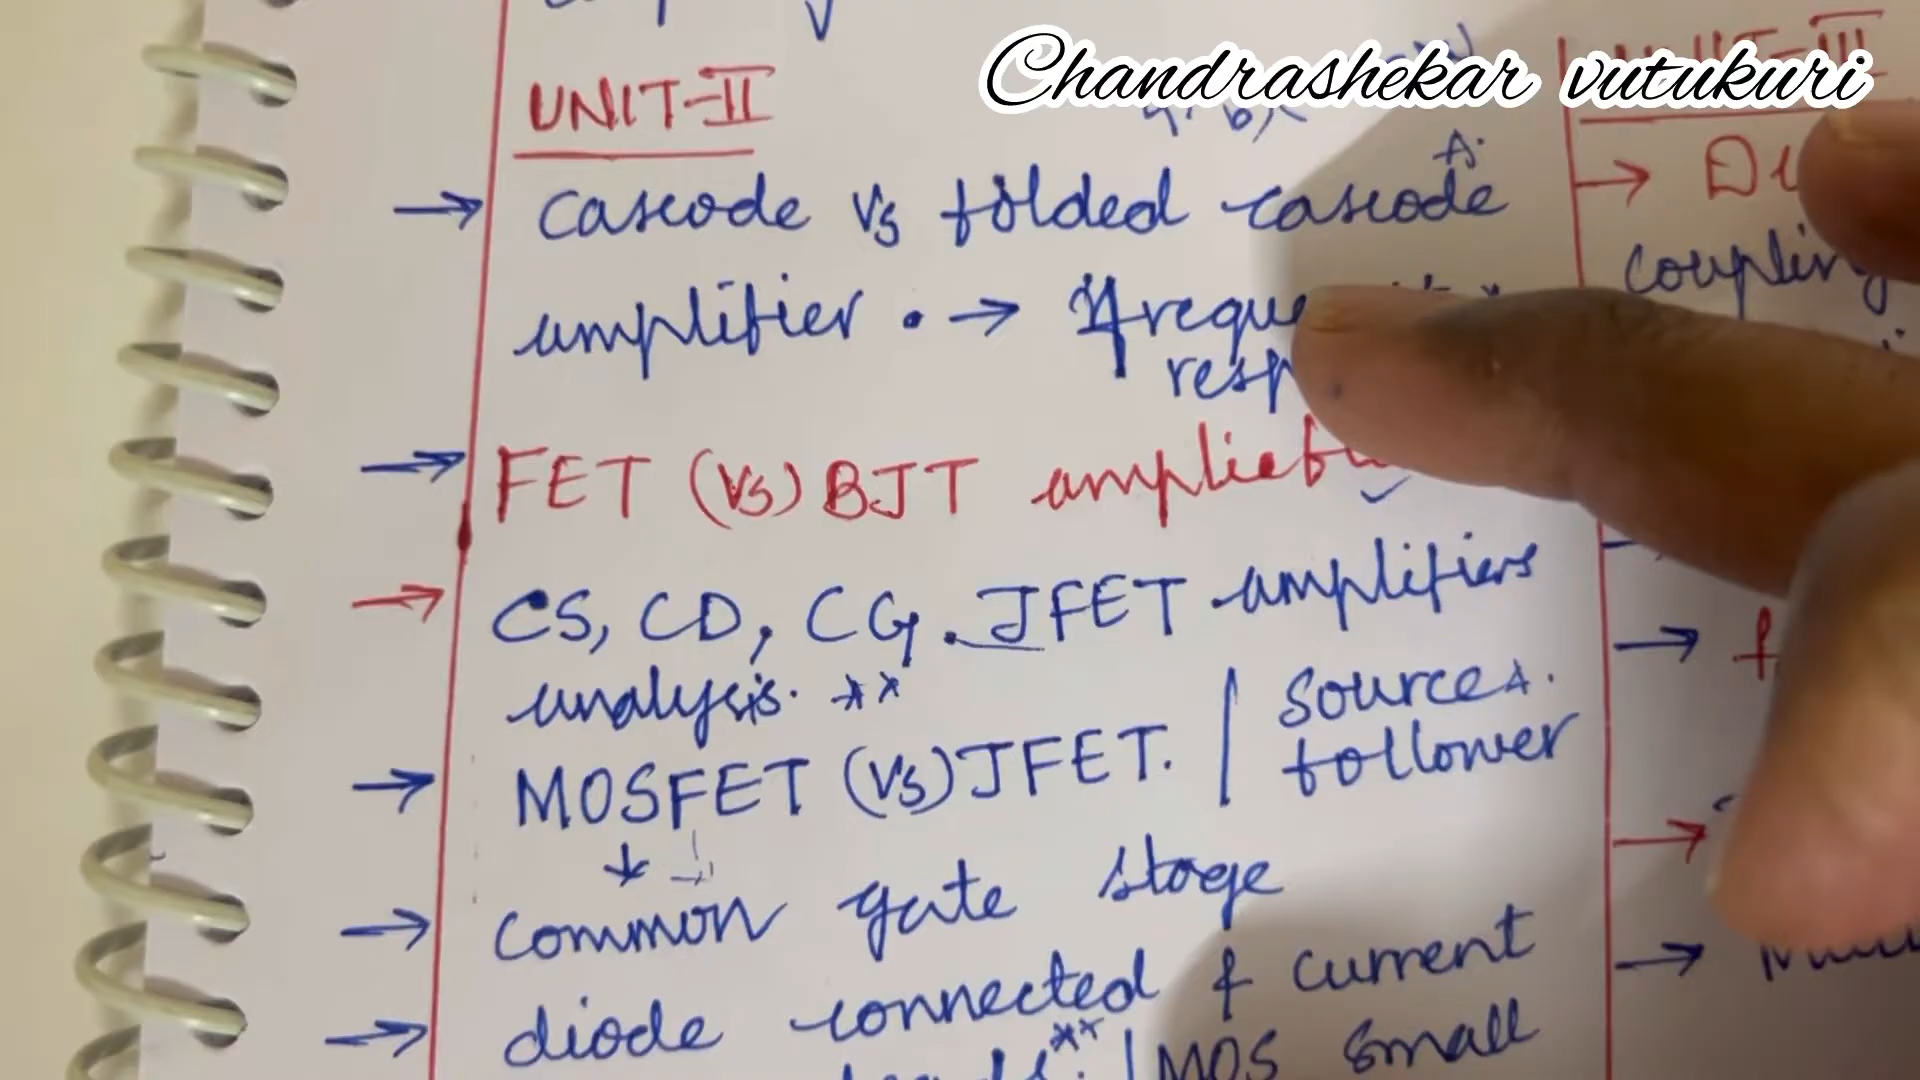 Chandrashekar vutukuri
UNIT-II
cascode Vs folded cascode
amplifier . → frequ
resp
FET (Vs) BJT
CS, CD, CG. JFET amplifiers
analysis. **
MOSFET (Vs) JFET. | source
follower
common gate stage
diode connected & current
** | MOS small
coupling